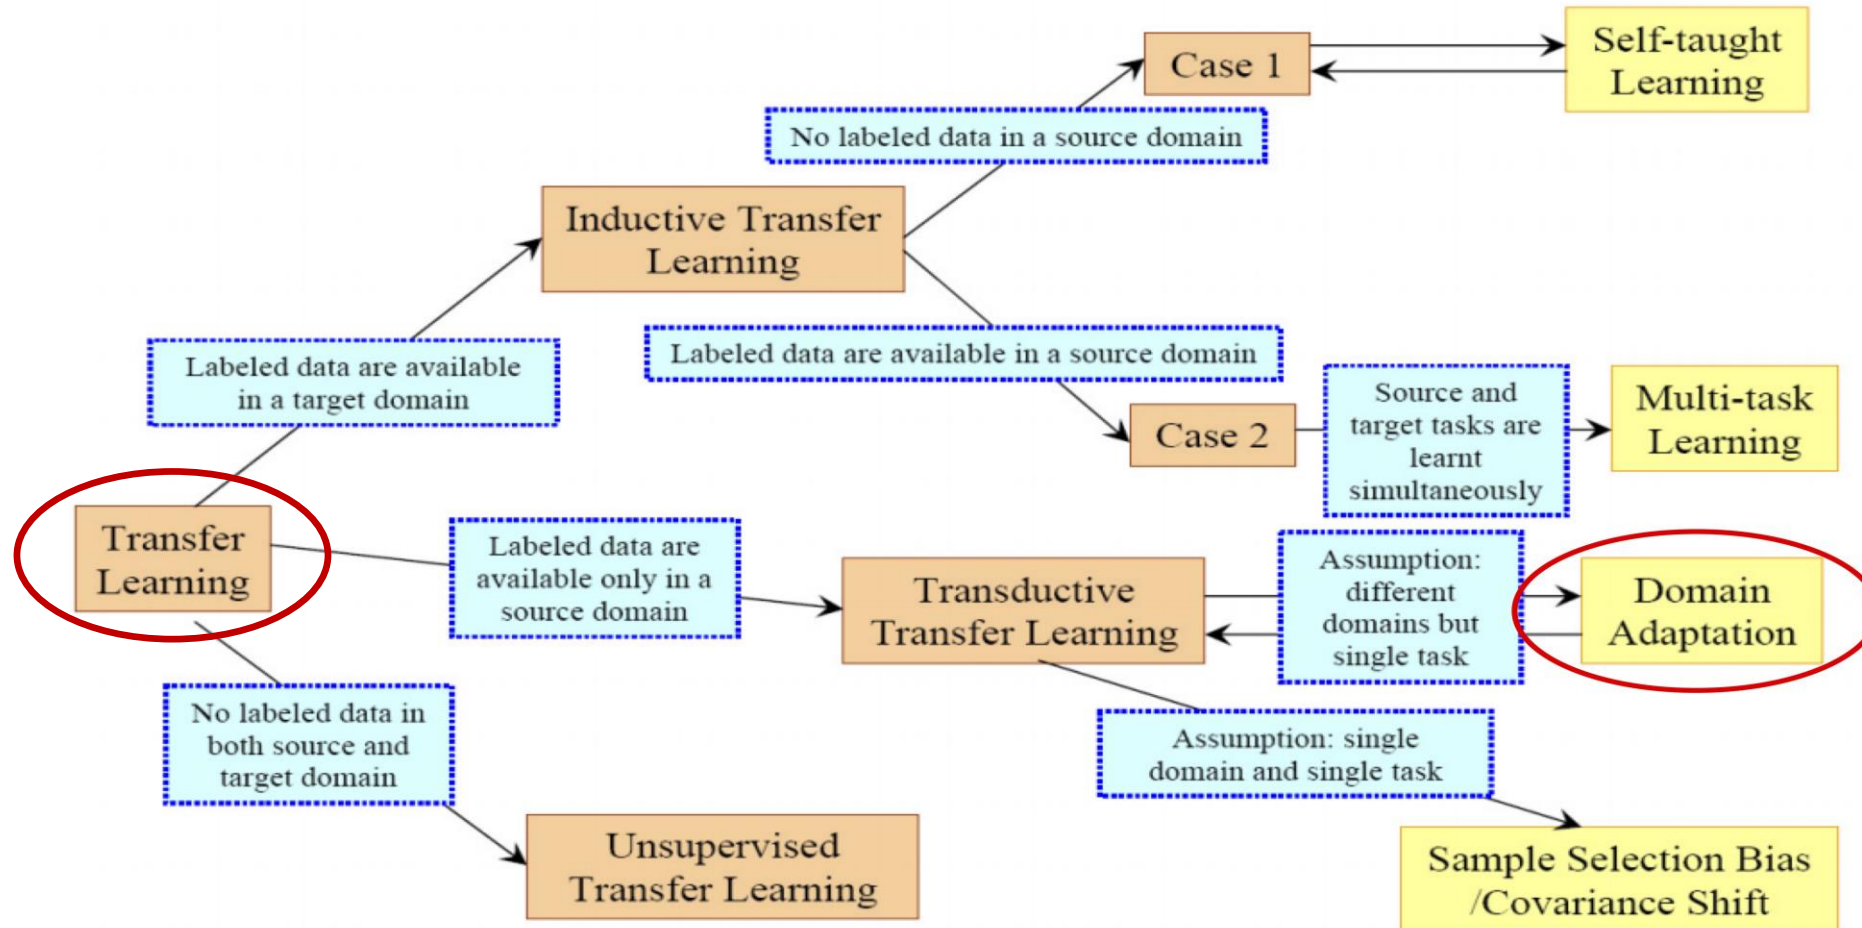 Self-taught
Learning
Case 1
No labeled data in a source domain
Inductive Transfer
Learning
Labeled data are available
in a target domain
Labeled data are available in a source domain
Case 2
Source and
target tasks are
learnt
simultaneously
Multi-task
Learning
Transfer
Learning
Labeled data are
available only in a
source domain
Transductive
Transfer Learning
Assumption:
different
domains but
single task
Domain
Adaptation
No labeled data in
both source and
target domain
Assumption: single
domain and single task
Unsupervised
Transfer Learning
Sample Selection Bias
/Covariance Shift